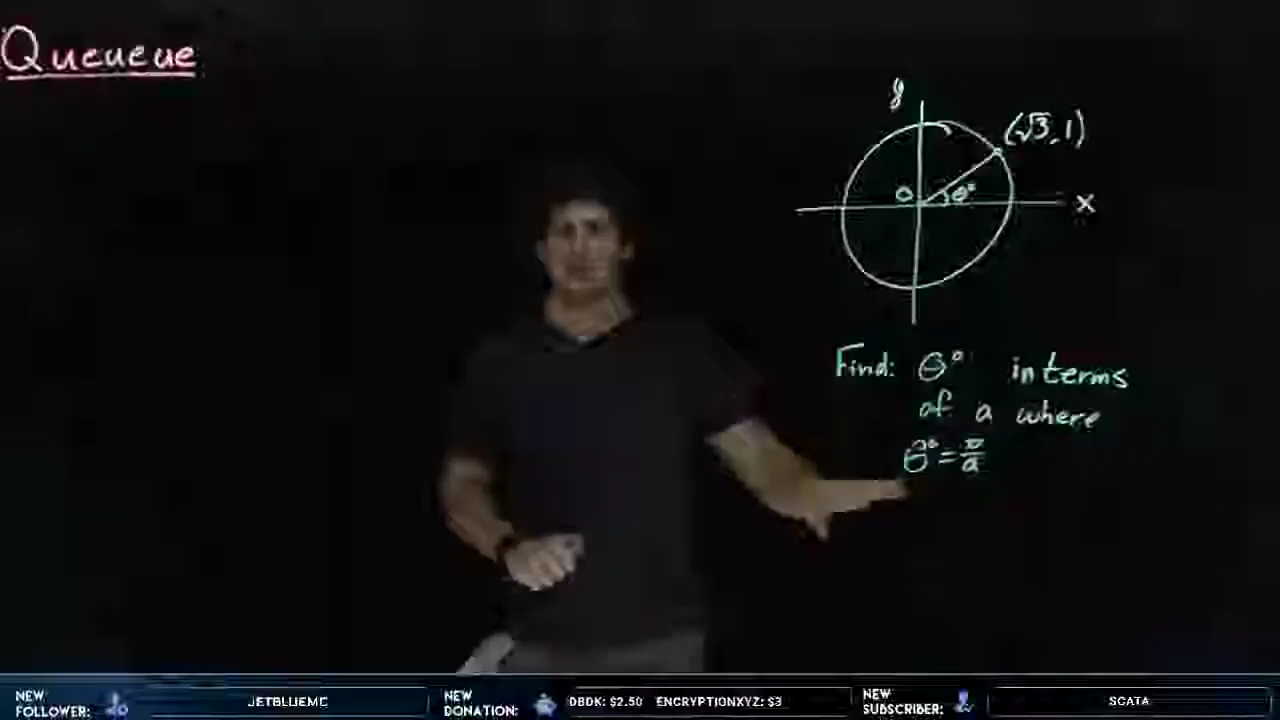 Queueue
y
(√3, 1)
O θ°
x
Find: θ° in terms
of a where
θ° = π/a
NEW FOLLOWER:
JETBLUEMC
NEW DONATION:
DBDK: $2.50 ENCRYPTIONXYZ: $3
NEW SUBSCRIBER:
SCATA